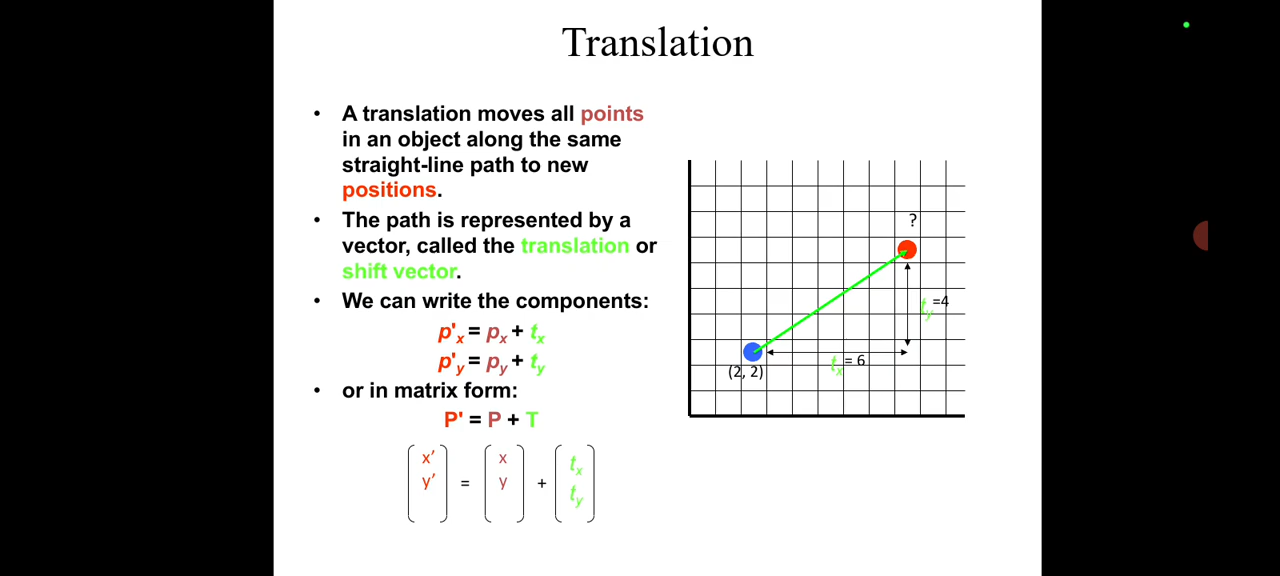 Translation
• A translation moves all points
in an object along the same
straight-line path to new
positions.
• The path is represented by a
vector, called the translation or
shift vector.
• We can write the components:
p'x = px + tx
p'y = py + ty
• or in matrix form:
P' = P + T
x′
y′
=
x
y
+
tx
ty
?
ty =4
tx = 6
(2, 2)